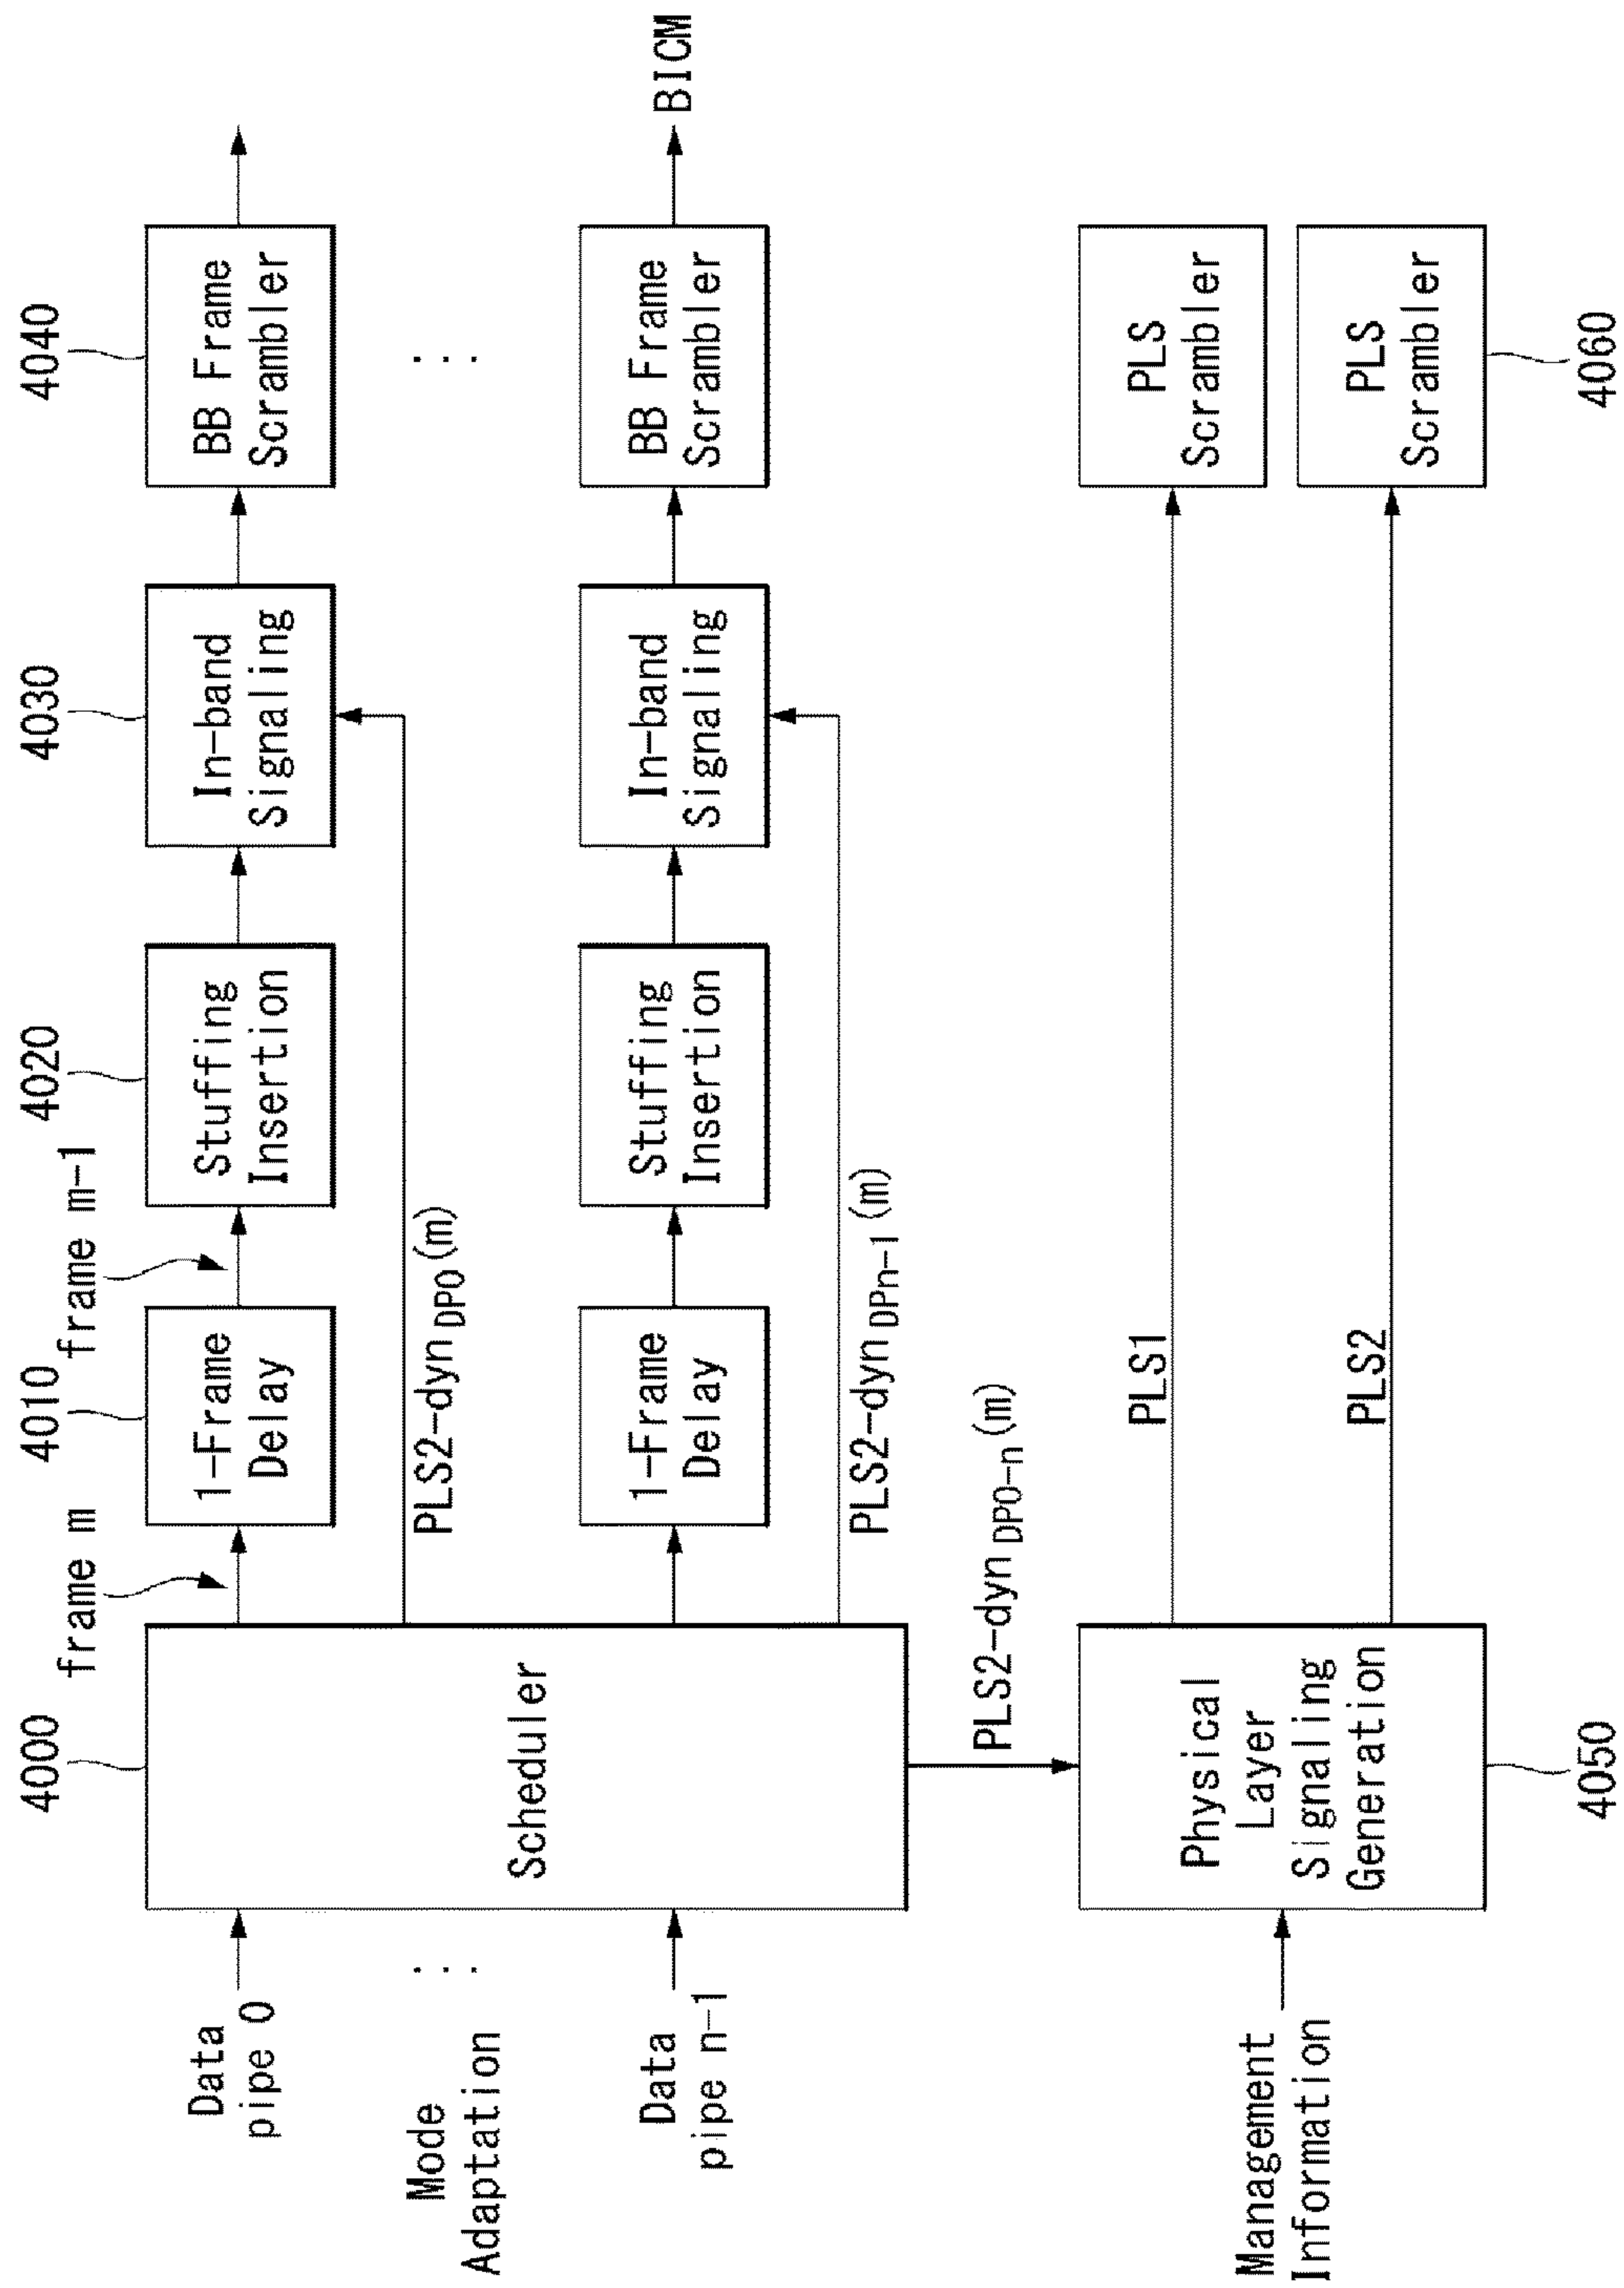 4000
4010
4020
4030
4040
frame m
frame m-1
Data
pipe 0
Scheduler
1-Frame
Delay
Stuffing
Insertion
In-band
Signaling
BB Frame
Scrambler
PLS2-dyn DP0(m)
...
Mode
Adaptation
...
Data
pipe n-1
1-Frame
Delay
Stuffing
Insertion
In-band
Signaling
BB Frame
Scrambler
BICM
PLS2-dyn DPn-1(m)
PLS2-dyn DP0-n(m)
Management
Information
Physical
Layer
Signaling
Generation
PLS1
PLS
Scrambler
PLS2
PLS
Scrambler
4050
4060